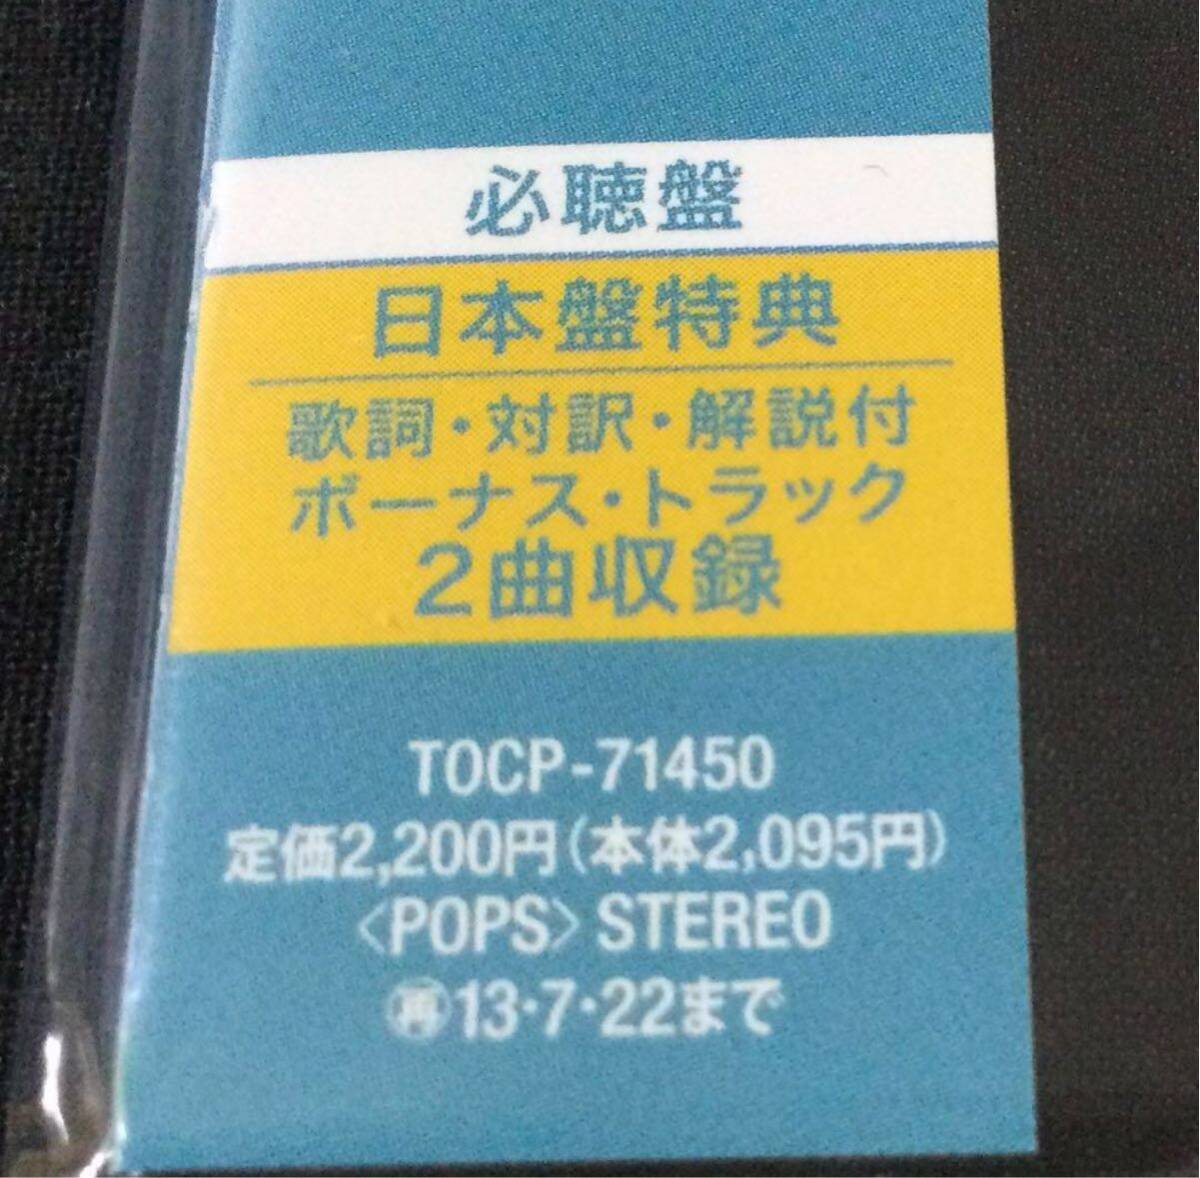 必聴盤
日本盤特典
歌詞・対訳・解説付
ボーナス・トラック
2曲収録
TOCP-71450
定価2,200円(本体2,095円)
〈POPS〉 STEREO
㊢13・7・22まで